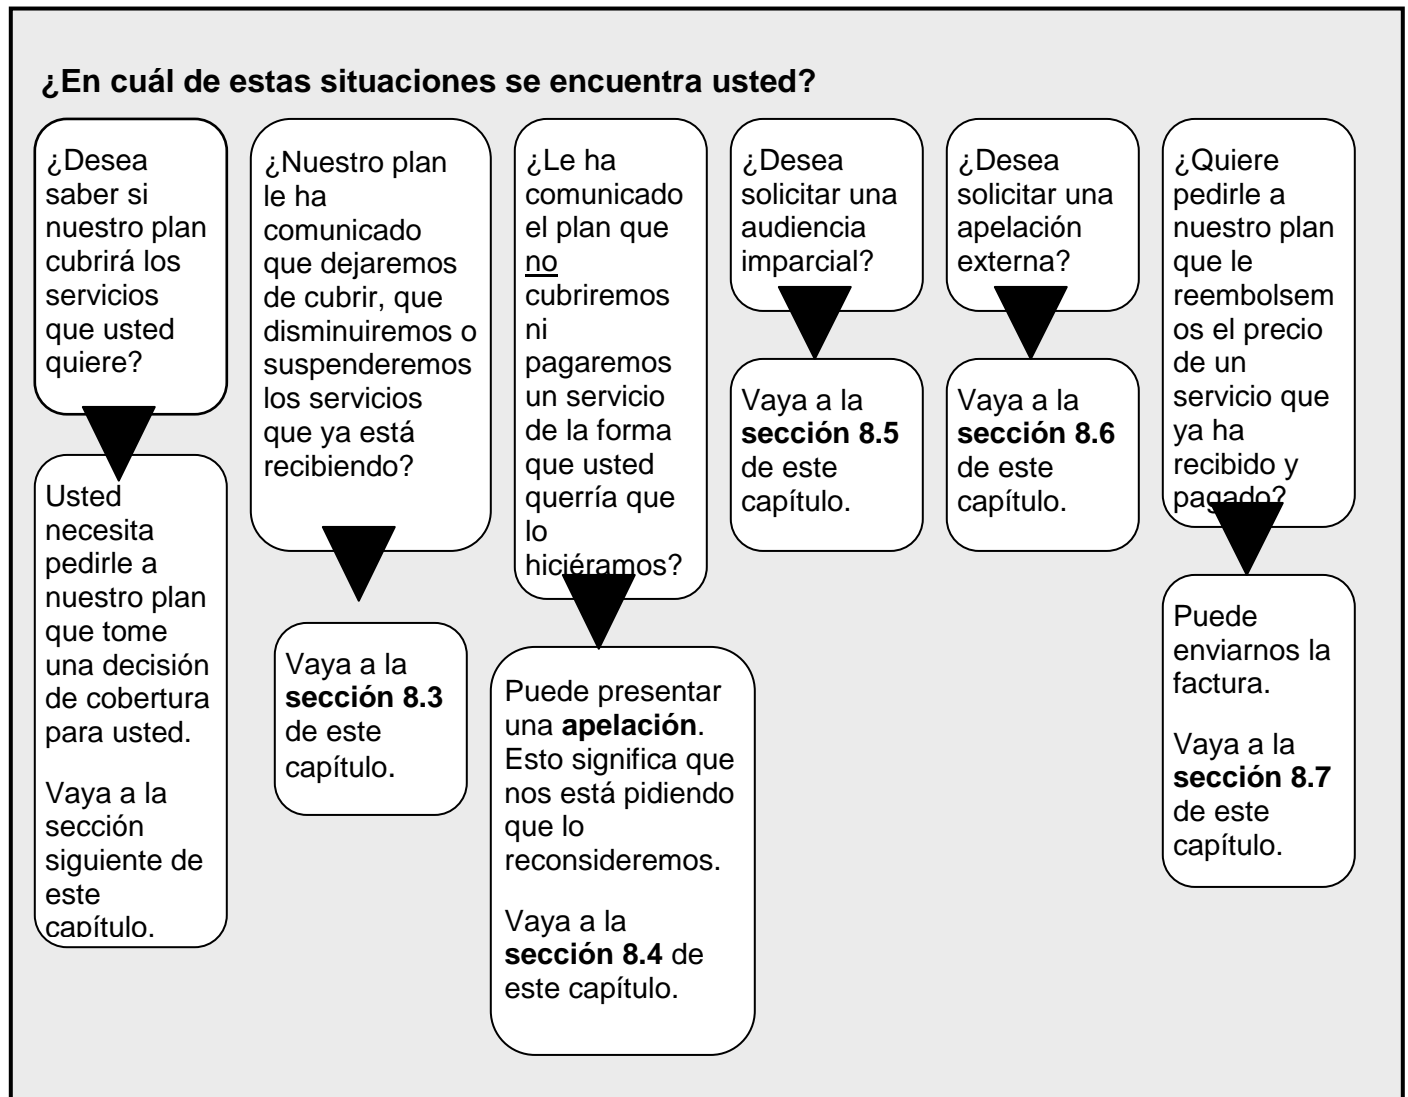 ¿En cuál de estas situaciones se encuentra usted?
¿Desea
saber si
nuestro plan
cubrirá los
servicios
que usted
quiere?
Usted
necesita
pedirle a
nuestro plan
que tome
una decisión
de cobertura
para usted.
Vaya a la
sección
siguiente de
este
capítulo.
¿Nuestro plan
le ha
comunicado
que dejaremos
de cubrir, que
disminuiremos o
suspenderemos
los servicios
que ya está
recibiendo?
Vaya a la
sección 8.3
de este
capítulo.
¿Le ha
comunicado
el plan que
no
cubriremos
ni
pagaremos
un servicio
de la forma
que usted
querría que
lo
hiciéramos?
Puede presentar
una apelación.
Esto significa que
nos está pidiendo
que lo
reconsideremos.
Vaya a la
sección 8.4 de
este capítulo.
¿Desea
solicitar una
audiencia
imparcial?
Vaya a la
sección 8.5
de este
capítulo.
¿Desea
solicitar una
apelación
externa?
Vaya a la
sección 8.6
de este
capítulo.
¿Quiere
pedirle a
nuestro plan
que le
reembolsem
os el precio
de un
servicio que
ya ha
recibido y
pagado?
Puede
enviarnos la
factura.
Vaya a la
sección 8.7
de este
capítulo.